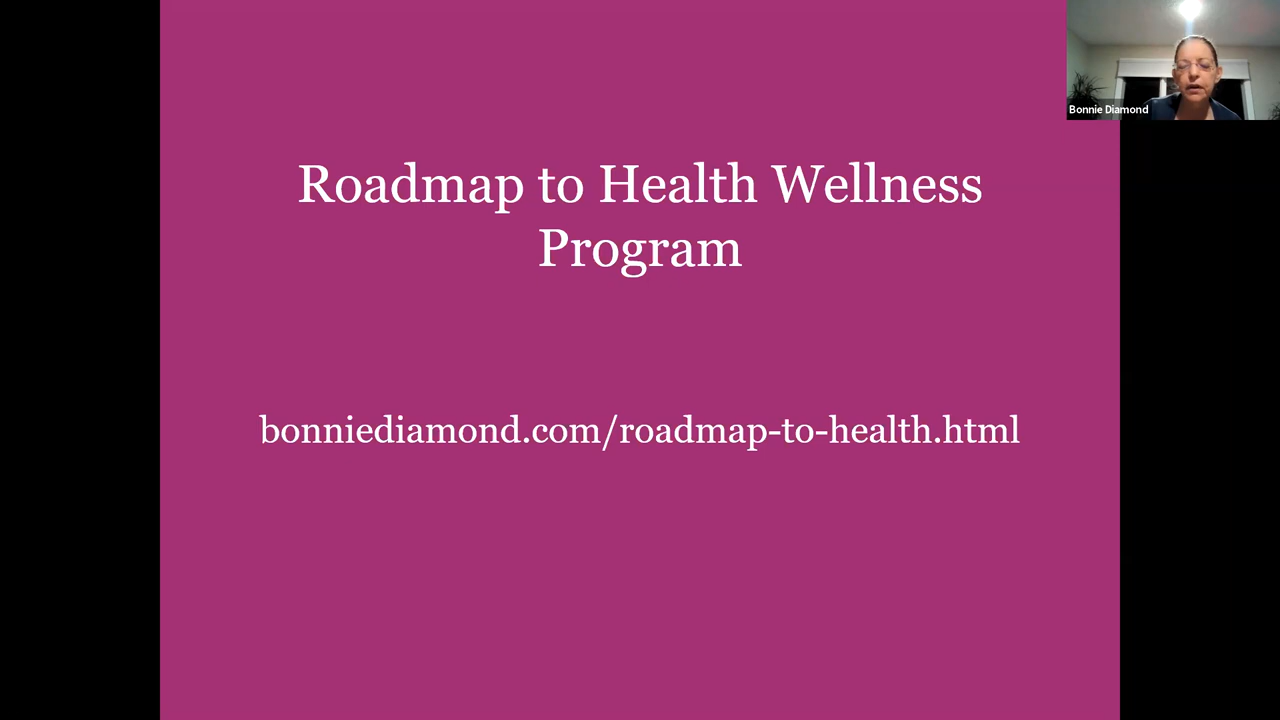 Roadmap to Health Wellness
Program
bonniediamond.com/roadmap-to-health.html
Bonnie Diamond